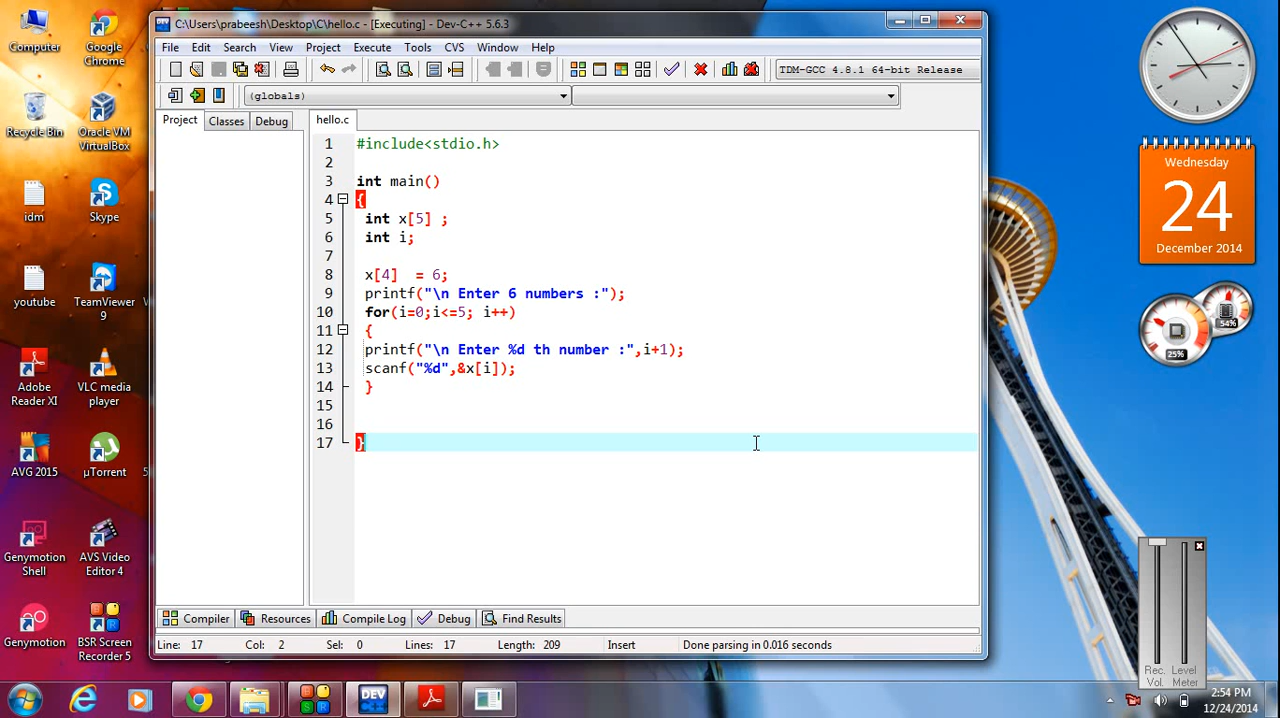 C:\Users\prabeesh\Desktop\C\hello.c - [Executing] - Dev-C++ 5.6.3
File Edit Search View Project Execute Tools CVS Window Help
TDM-GCC 4.8.1 64-bit Release
(globals)
Project Classes Debug
hello.c
1 #include<stdio.h>
2
3 int main()
4 {
5 int x[5] ;
6 int i;
7
8 x[4]  = 6;
9 printf("\n Enter 6 numbers :");
10 for(i=0;i<=5; i++)
11 {
12 printf("\n Enter %d th number :",i+1);
13 scanf("%d",&x[i]);
14 }
15
16
17 }
Compiler Resources Compile Log Debug Find Results
Line: 17 Col: 2 Sel: 0 Lines: 17 Length: 209 Insert Done parsing in 0.016 seconds
Computer
Google
Chrome
Recycle Bin
Oracle VM
VirtualBox
idm
Skype
youtube
TeamViewer
9
Adobe
Reader XI
VLC media
player
AVG 2015
µTorrent
Genymotion
Shell
AVS Video
Editor 4
Genymotion
BSR Screen
Recorder 5
Wednesday
24
December 2014
54%
25%
Rec. Level
Vol. Meter
DEV
C++
2:54 PM
12/24/2014